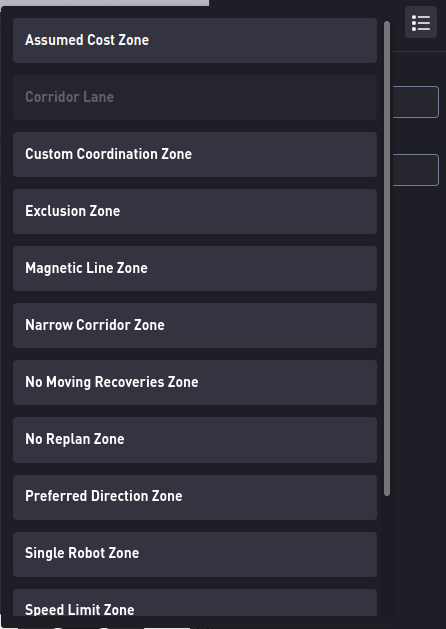 Assumed Cost Zone
Corridor Lane
Custom Coordination Zone
Exclusion Zone
Magnetic Line Zone
Narrow Corridor Zone
No Moving Recoveries Zone
No Replan Zone
Preferred Direction Zone
Single Robot Zone
Speed Limit Zone